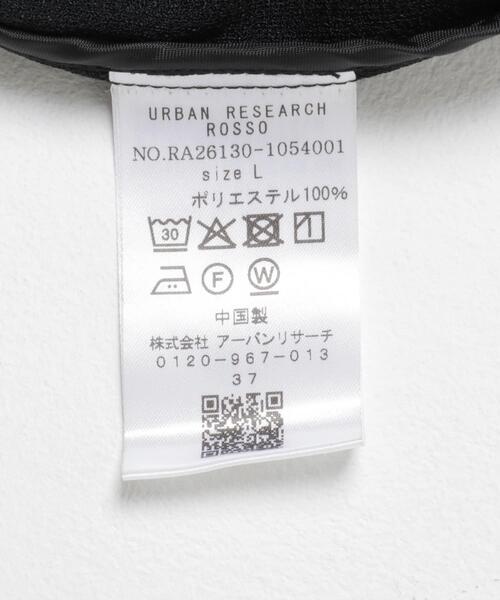 URBAN RESEARCH
ROSSO
NO.RA26130-1054001
size L
ポリエステル100%
30
F W
中国製
株式会社 アーバンリサーチ
0120-967-013
37